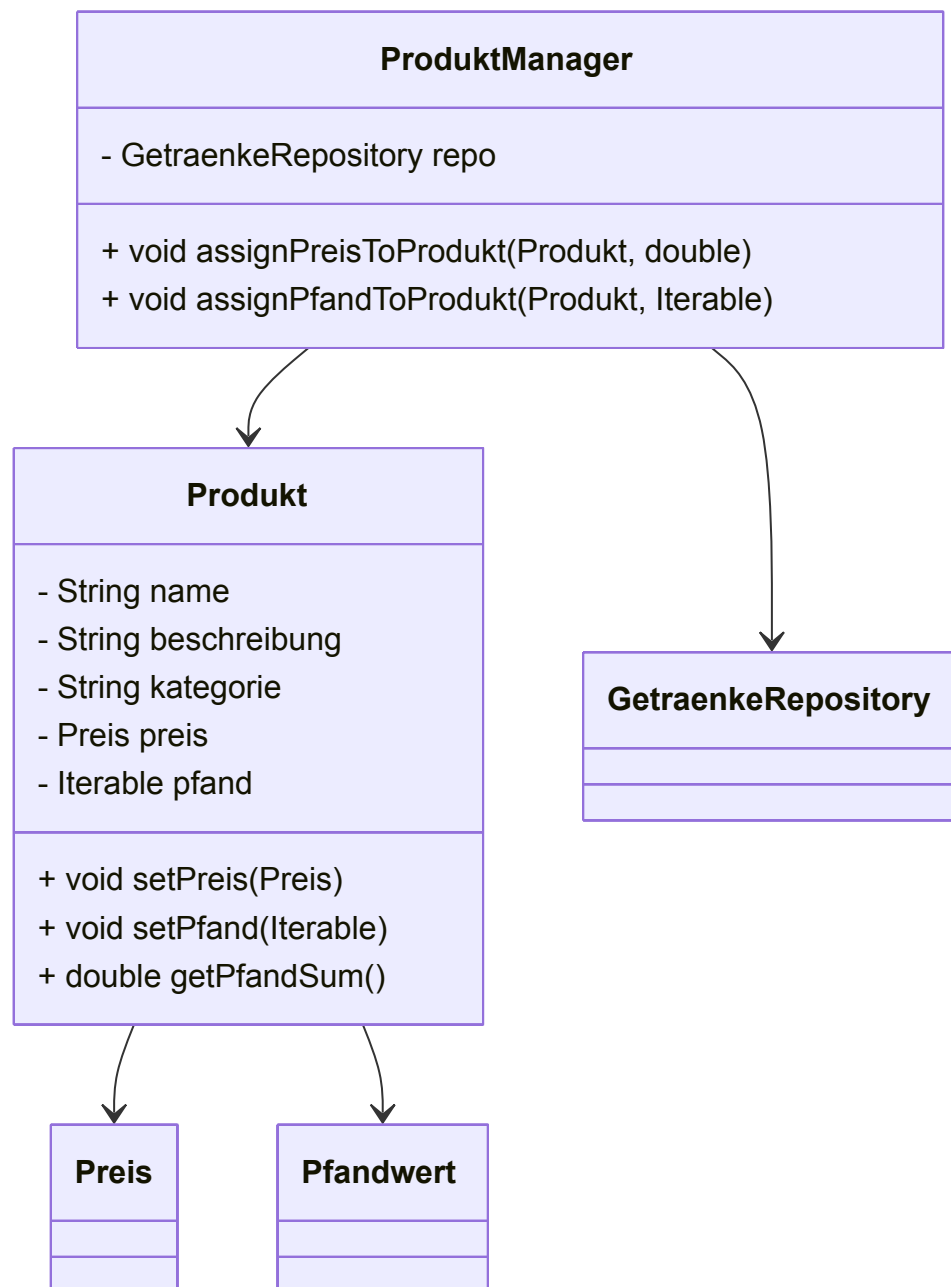 ProduktManager
- GetraenkeRepository repo
+ void assignPreisToProdukt(Produkt, double)
+ void assignPfandToProdukt(Produkt, Iterable)
Produkt
- String name
- String beschreibung
- String kategorie
- Preis preis
- Iterable pfand
+ void setPreis(Preis)
+ void setPfand(Iterable)
+ double getPfandSum()
GetraenkeRepository
Preis
Pfandwert